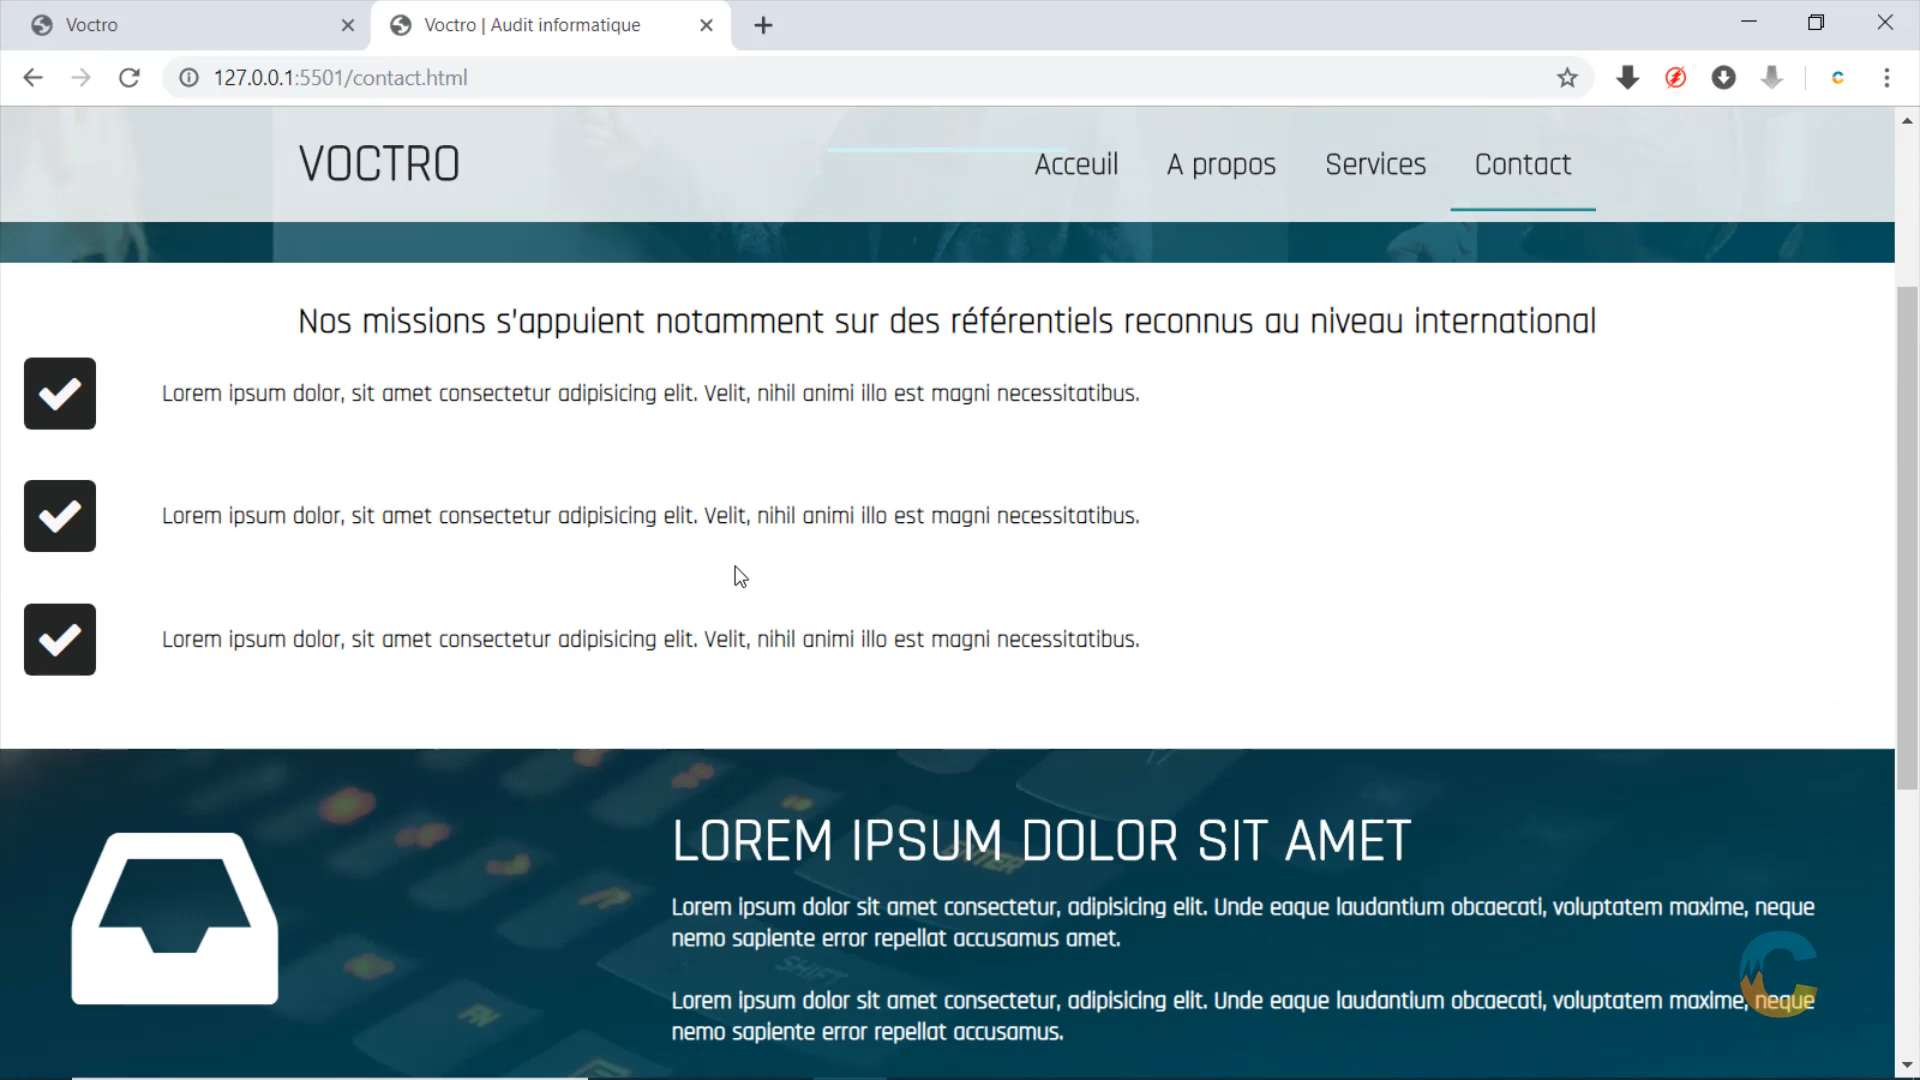 Voctro
Voctro | Audit informatique
127.0.0.1:5501/contact.html
VOCTRO
Acceuil
A propos
Services
Contact
Nos missions s'appuient notamment sur des référentiels reconnus au niveau international
Lorem ipsum dolor, sit amet consectetur adipisicing elit. Velit, nihil animi illo est magni necessitatibus.
Lorem ipsum dolor, sit amet consectetur adipisicing elit. Velit, nihil animi illo est magni necessitatibus.
Lorem ipsum dolor, sit amet consectetur adipisicing elit. Velit, nihil animi illo est magni necessitatibus.
LOREM IPSUM DOLOR SIT AMET
ENTER
Lorem ipsum dolor sit amet consectetur, adipisicing elit. Unde eaque laudantium obcaecati, voluptatem maxime, neque
nemo sapiente error repellat accusamus amet.
SHIFT
Lorem ipsum dolor sit amet consectetur, adipisicing elit. Unde eaque laudantium obcaecati, voluptatem maxime, neque
nemo sapiente error repellat accusamus.